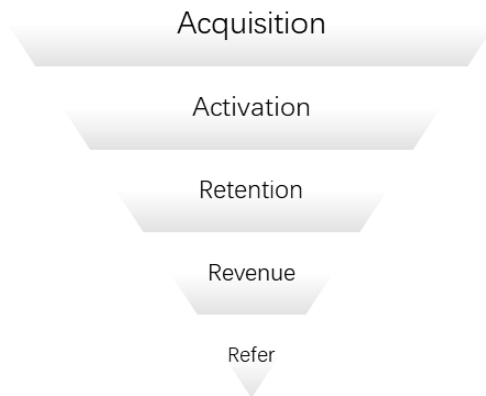 Acquisition
Activation
Retention
Revenue
Refer